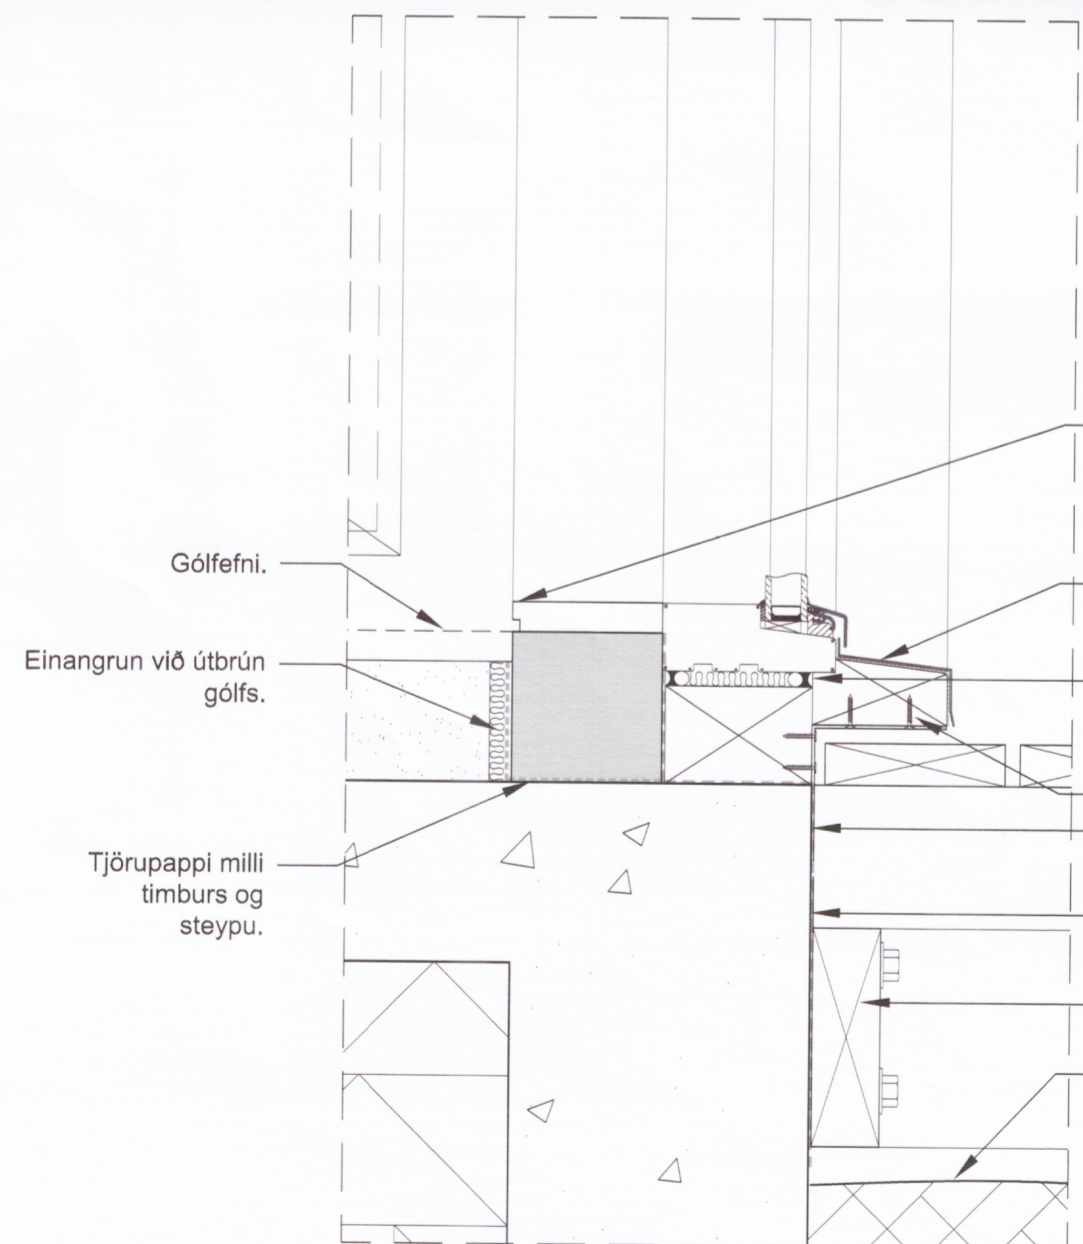 Gólfefni.
Einangrun við útbrún
gólfs.
Tjörupappi milli
timburs og
steypu.